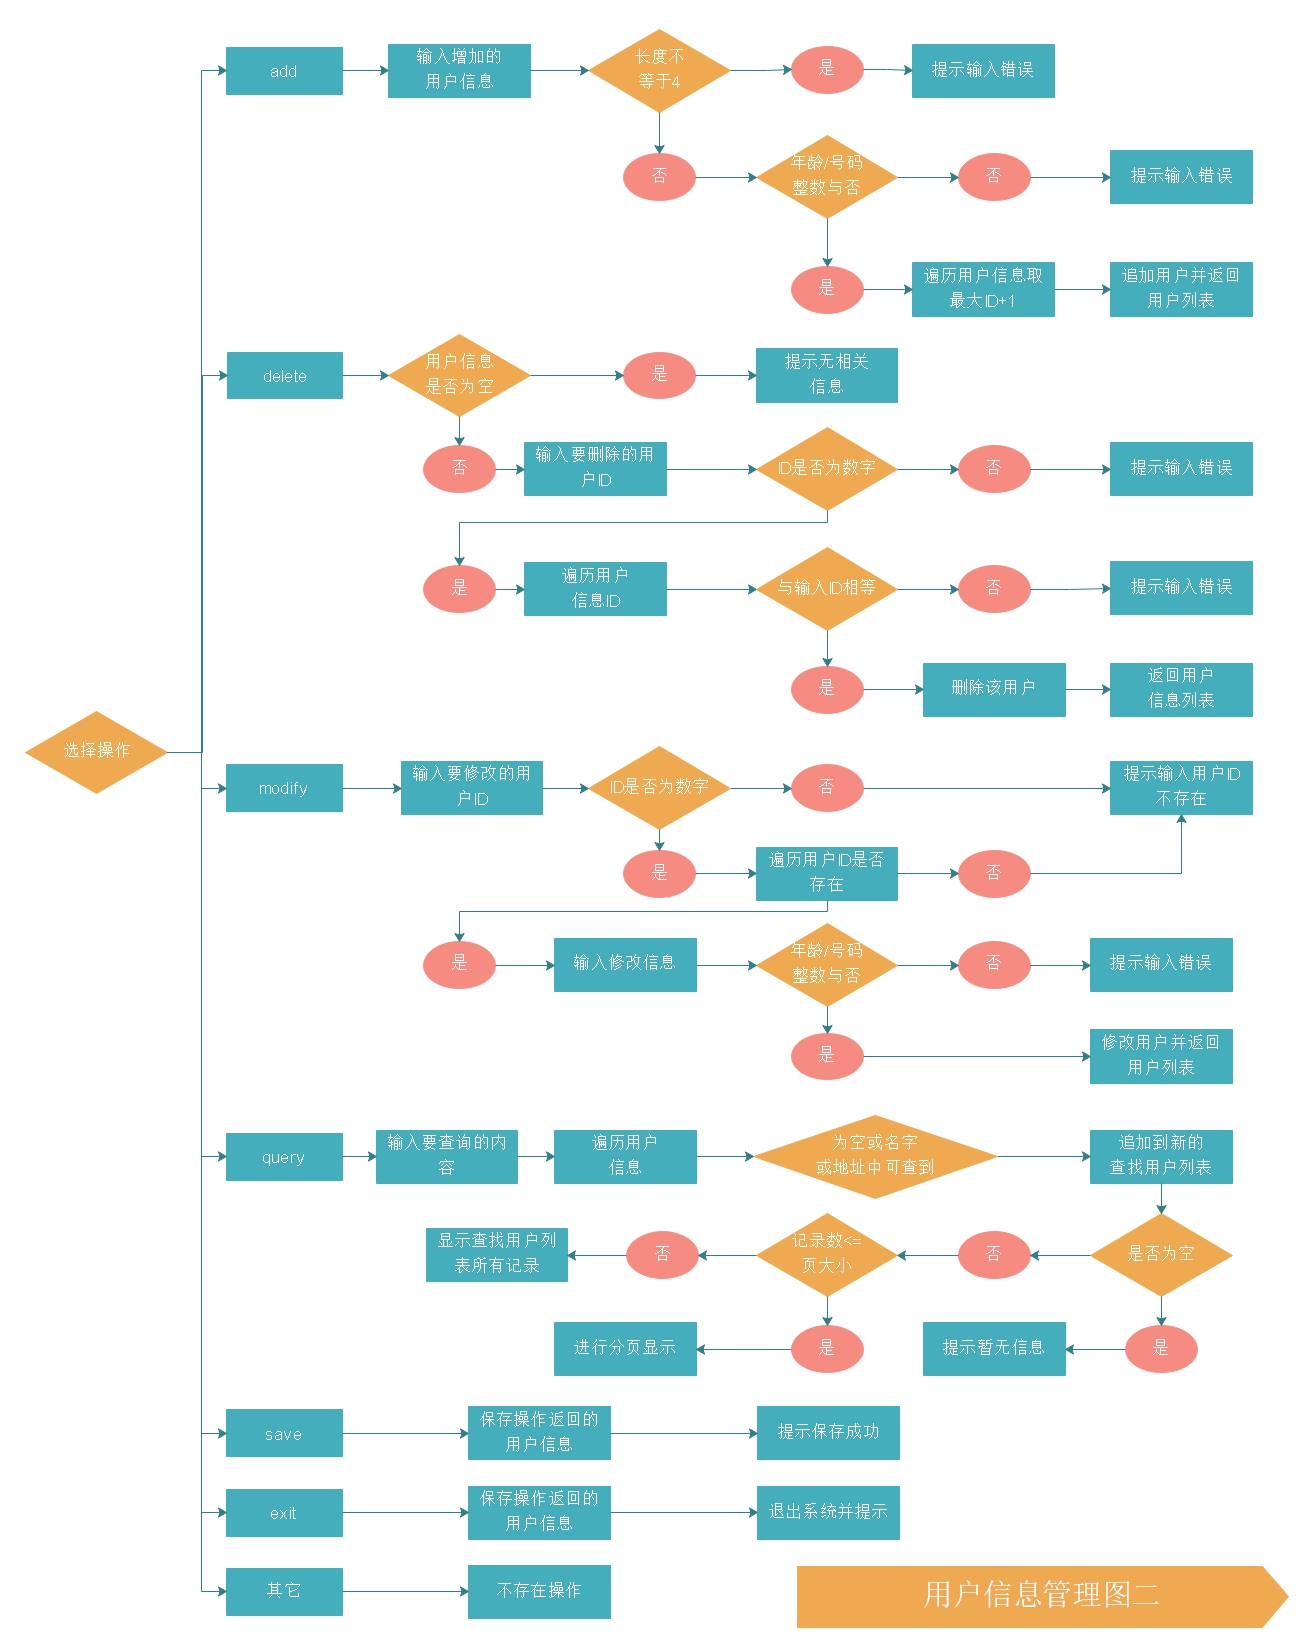 add
输入增加的
用户信息
长度不
等于4
是
提示输入错误
否
年龄/号码
整数与否
否
提示输入错误
是
遍历用户信息取
最大ID+1
追加用户并返回
用户列表
delete
用户信息
是否为空
是
提示无相关
信息
否
输入要删除的用
户ID
ID是否为数字
否
提示输入错误
是
遍历用户
信息ID
与输入ID相等
否
提示输入错误
是
删除该用户
返回用户
信息列表
选择操作
modify
输入要修改的用
户ID
ID是否为数字
否
提示输入用户ID
不存在
是
遍历用户ID是否
存在
否
是
输入修改信息
年龄/号码
整数与否
否
提示输入错误
是
修改用户并返回
用户列表
query
输入要查询的内
容
遍历用户
信息
为空或名字
或地址中可查到
追加到新的
查找用户列表
显示查找用户列
表所有记录
否
记录数<=
页大小
否
是否为空
进行分页显示
是
提示暂无信息
是
save
保存操作返回的
用户信息
提示保存成功
exit
保存操作返回的
用户信息
退出系统并提示
其它
不存在操作
用户信息管理图二